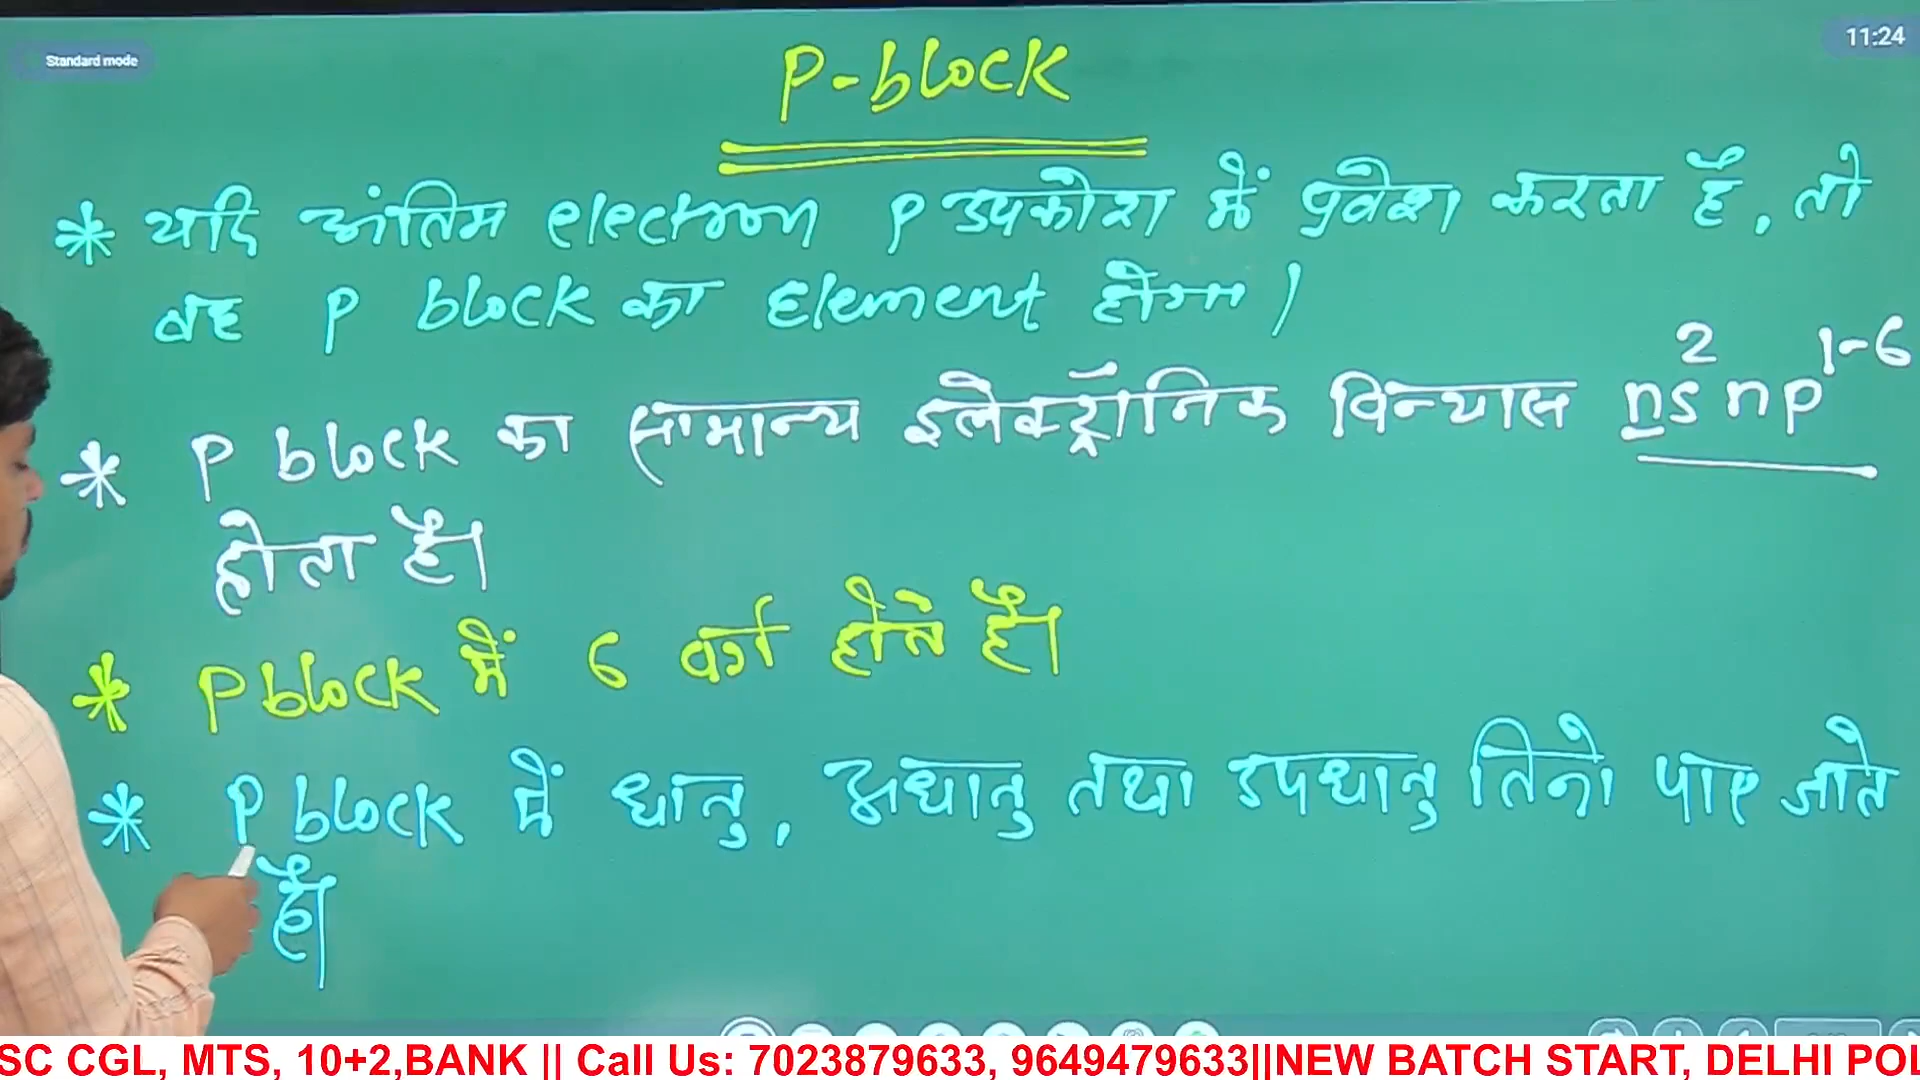 Standard mode
11:24
P-block
* यदि अंतिम electron p उपकोश में प्रवेश करता है, तो
वह p block का Element होगा।
* P block का सामान्य इलेक्ट्रॉनिक विन्यास ns² np¹⁻⁶
होता है।
* P block में 6 वर्ग होते है।
* P block में धातु, अधातु तथा उपधातु तिनो पाए जाते
है।
SC CGL, MTS, 10+2,BANK || Call Us: 7023879633, 9649479633||NEW BATCH START, DELHI POL